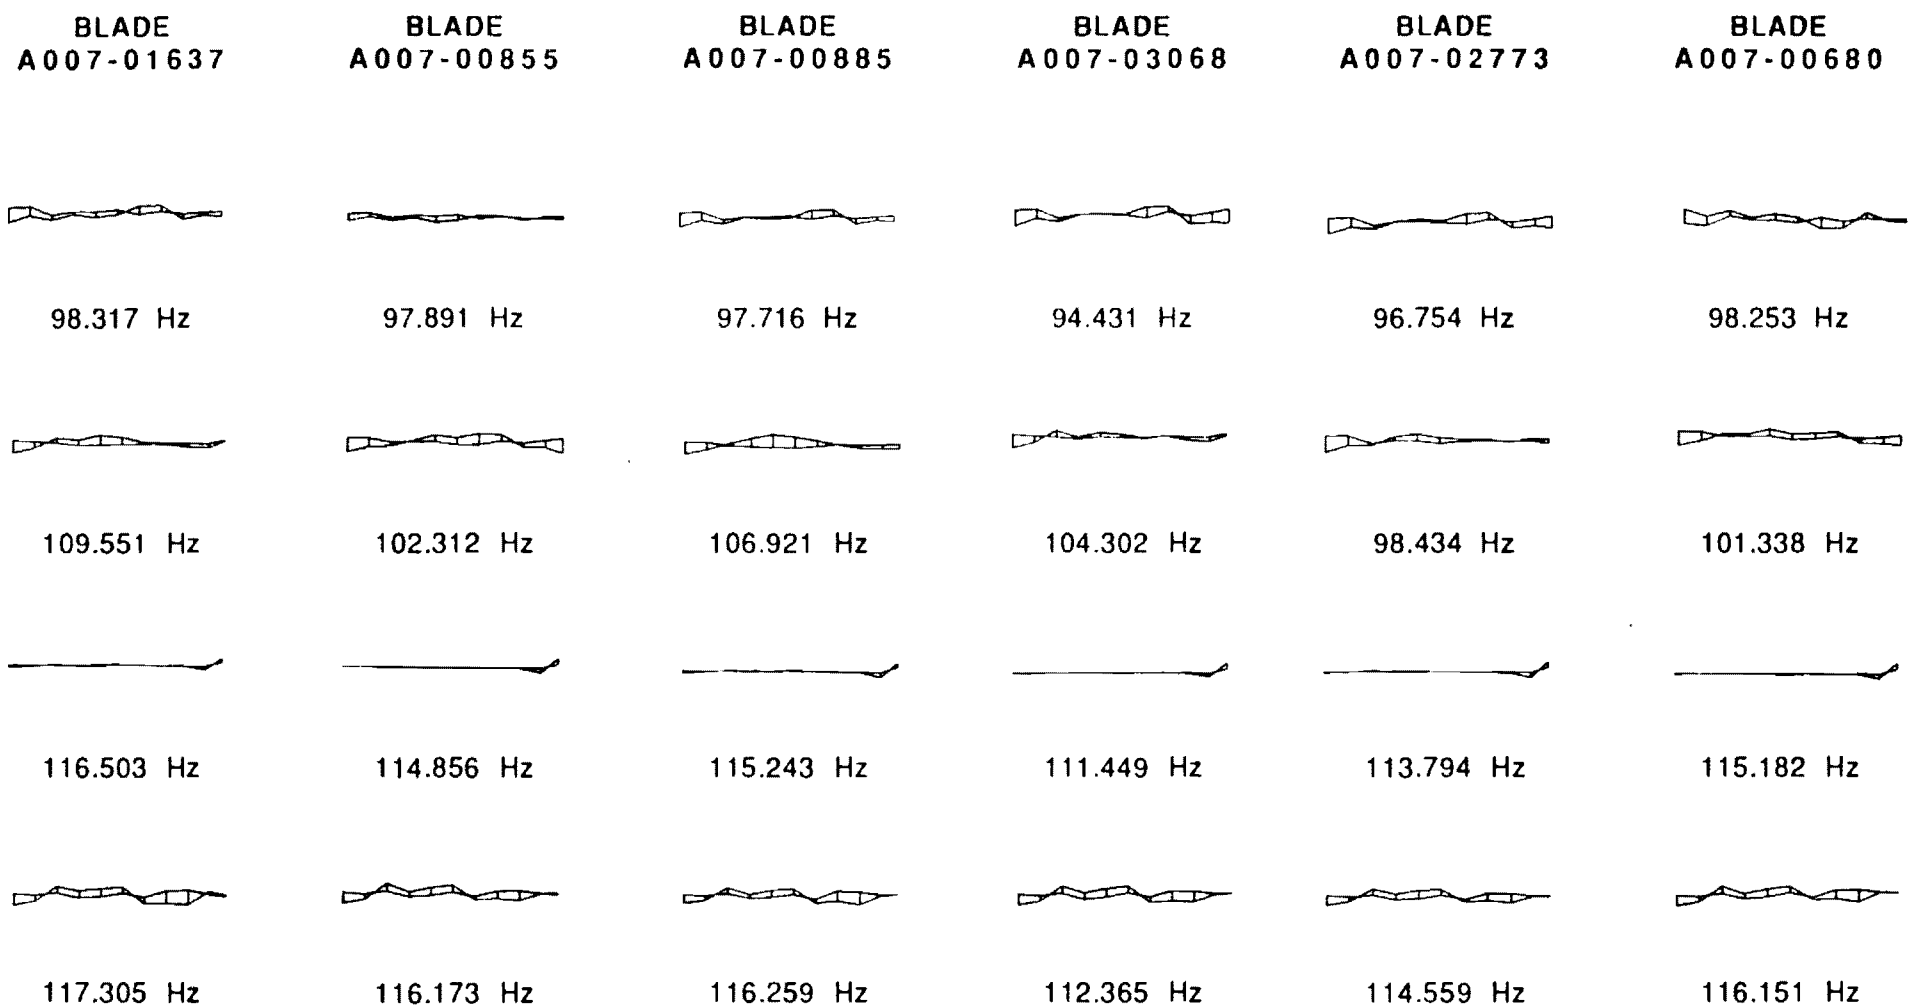 BLADE BLADE BLADE BLADE BLADE BLADE
A007-01637 A007-00855 A007-00885 A007-03068 A007-02773 A007-00680
98.317 Hz 97.891 Hz 97.716 Hz 94.431 Hz 96.754 Hz 98.253 Hz
109.551 Hz 102.312 Hz 106.921 Hz 104.302 Hz 98.434 Hz 101.338 Hz
116.503 Hz 114.856 Hz 115.243 Hz 111.449 Hz 113.794 Hz 115.182 Hz
117.305 Hz 116.173 Hz 116.259 Hz 112.365 Hz 114.559 Hz 116.151 Hz